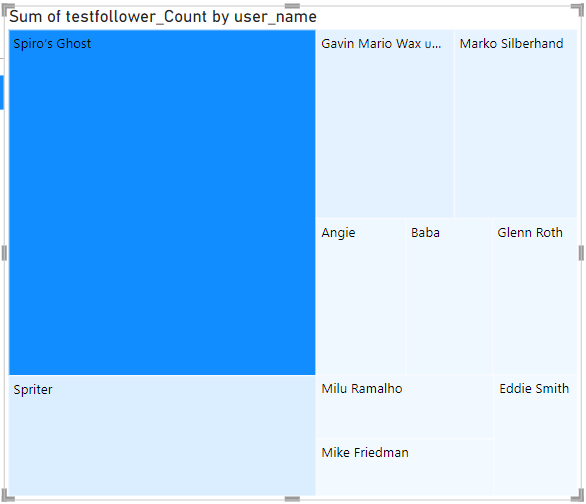 Sum of testfollower_Count by user_name
Spiro's Ghost
Gavin Mario Wax u...
Marko Silberhand
Angie
Baba
Glenn Roth
Spriter
Milu Ramalho
Eddie Smith
Mike Friedman